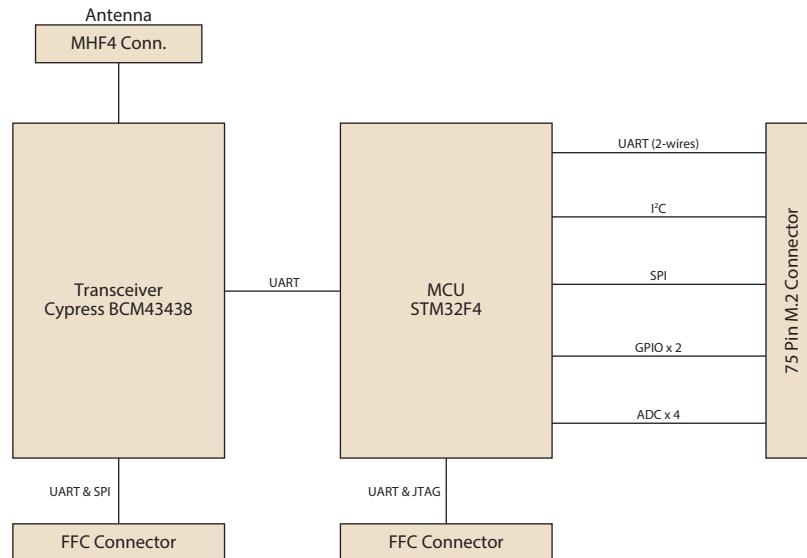 Antenna
MHF4 Conn.
Transceiver
Cypress BCM43438
UART
MCU
STM32F4
UART (2-wires)
I²C
SPI
GPIO x 2
ADC x 4
75 Pin M.2 Connector
UART & SPI
FFC Connector
UART & JTAG
FFC Connector